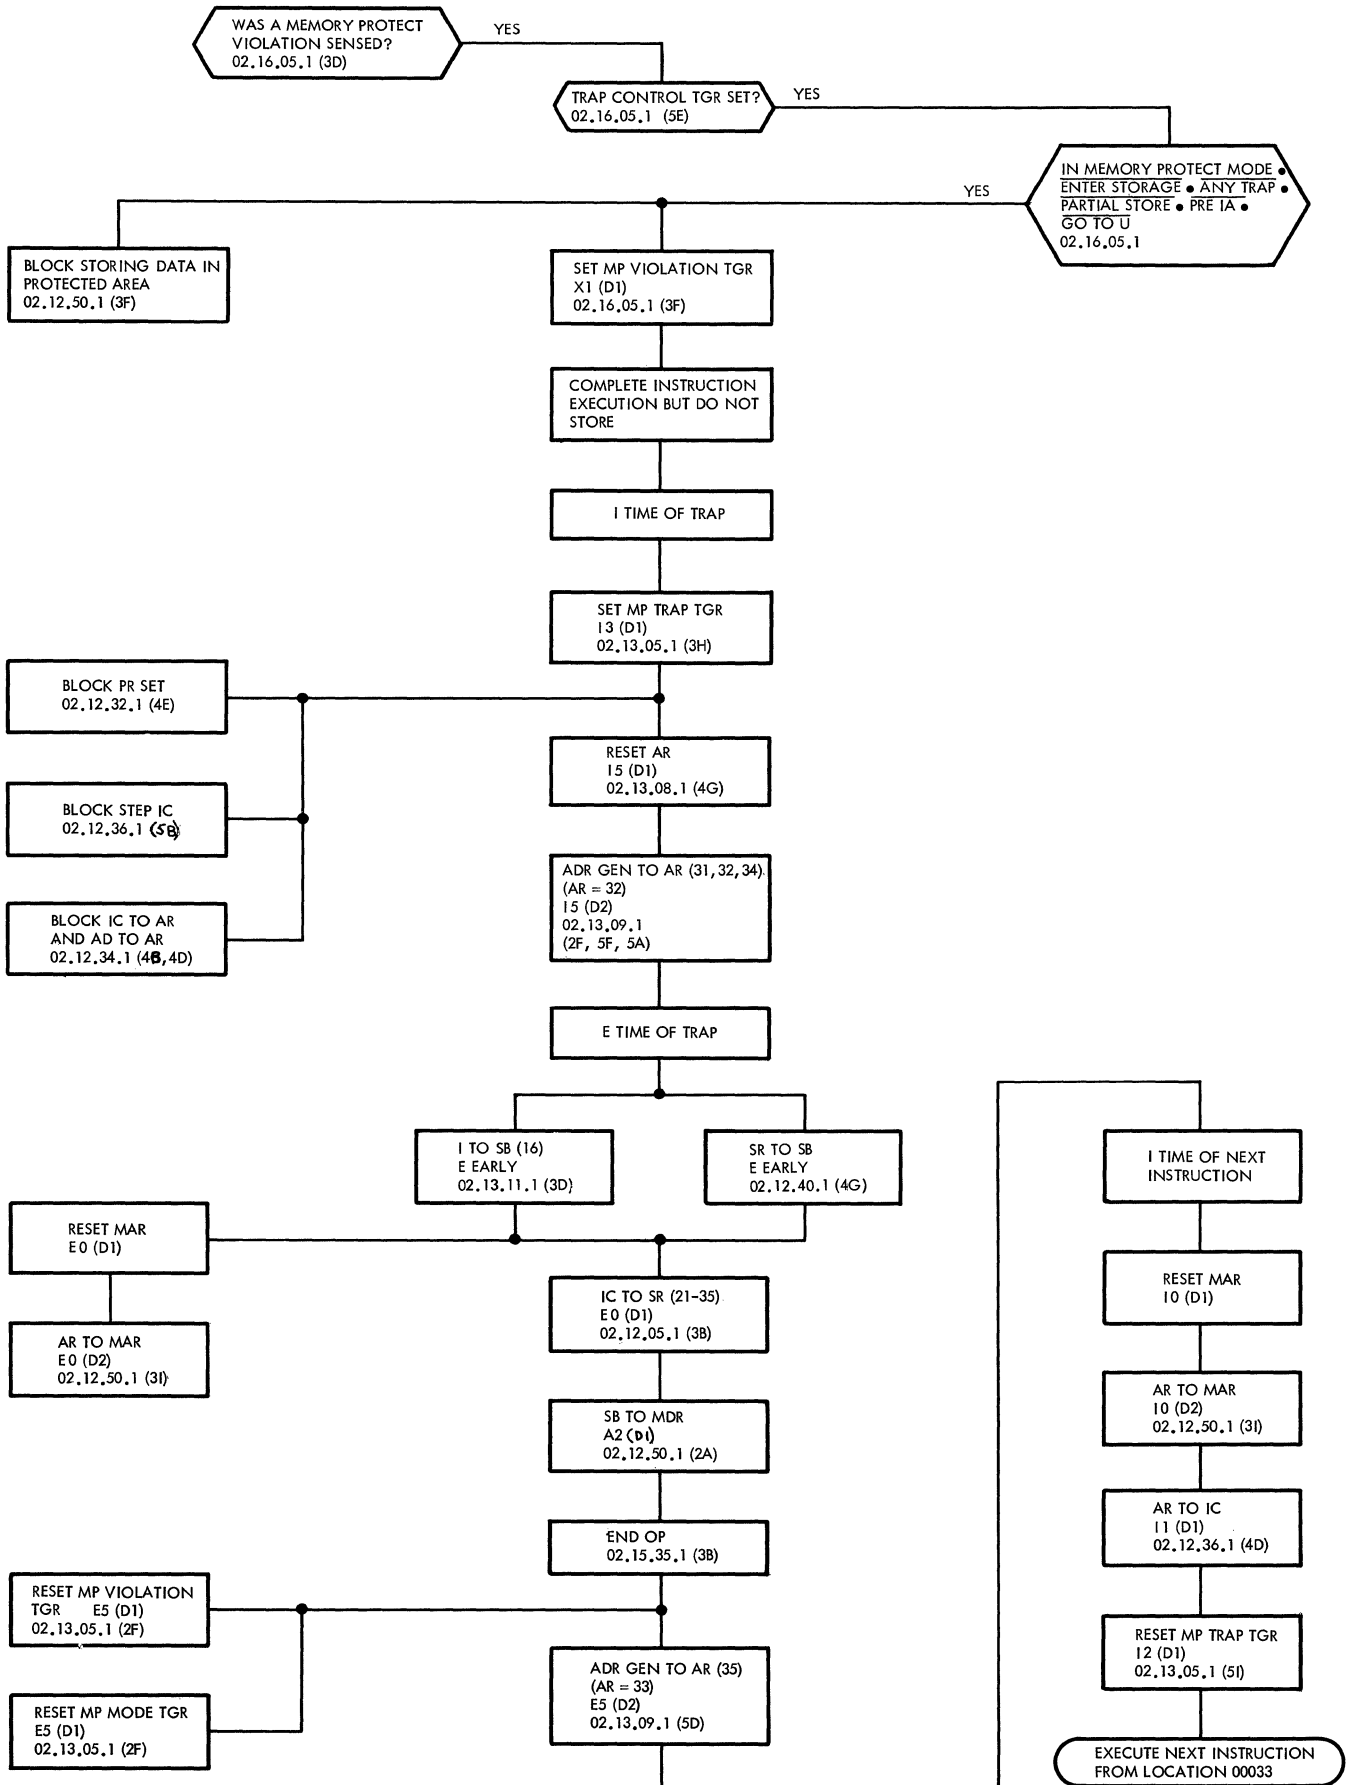 WAS A MEMORY PROTECT
VIOLATION SENSED?
02.16.05.1 (3D)
YES
TRAP CONTROL TGR SET?
02.16.05.1 (5E)
YES
IN MEMORY PROTECT MODE •
ENTER STORAGE • ANY TRAP •
PARTIAL STORE • PRE IA •
GO TO U
02.16.05.1
YES
BLOCK STORING DATA IN
PROTECTED AREA
02.12.50.1 (3F)
SET MP VIOLATION TGR
X1 (D1)
02.16.05.1 (3F)
COMPLETE INSTRUCTION
EXECUTION BUT DO NOT
STORE
I TIME OF TRAP
SET MP TRAP TGR
I3 (D1)
02.13.05.1 (3H)
BLOCK PR SET
02.12.32.1 (4E)
RESET AR
I5 (D1)
02.13.08.1 (4G)
BLOCK STEP IC
02.12.36.1 (5B)
ADR GEN TO AR (31,32,34)
(AR = 32)
I5 (D2)
02.13.09.1
(2F, 5F, 5A)
BLOCK IC TO AR
AND AD TO AR
02.12.34.1 (4B,4D)
E TIME OF TRAP
I TO SB (16)
E EARLY
02.13.11.1 (3D)
SR TO SB
E EARLY
02.12.40.1 (4G)
I TIME OF NEXT
INSTRUCTION
RESET MAR
E0 (D1)
IC TO SR (21-35)
E0 (D1)
02.12.05.1 (3B)
RESET MAR
I0 (D1)
AR TO MAR
E0 (D2)
02.12.50.1 (3I)
SB TO MDR
A2 (D1)
02.12.50.1 (2A)
AR TO MAR
I0 (D2)
02.12.50.1 (3I)
END OP
02.15.35.1 (3B)
AR TO IC
I1 (D1)
02.12.36.1 (4D)
RESET MP VIOLATION
TGR E5 (D1)
02.13.05.1 (2F)
ADR GEN TO AR (35)
(AR = 33)
E5 (D2)
02.13.09.1 (5D)
RESET MP TRAP TGR
I2 (D1)
02.13.05.1 (5I)
RESET MP MODE TGR
E5 (D1)
02.13.05.1 (2F)
EXECUTE NEXT INSTRUCTION
FROM LOCATION 00033